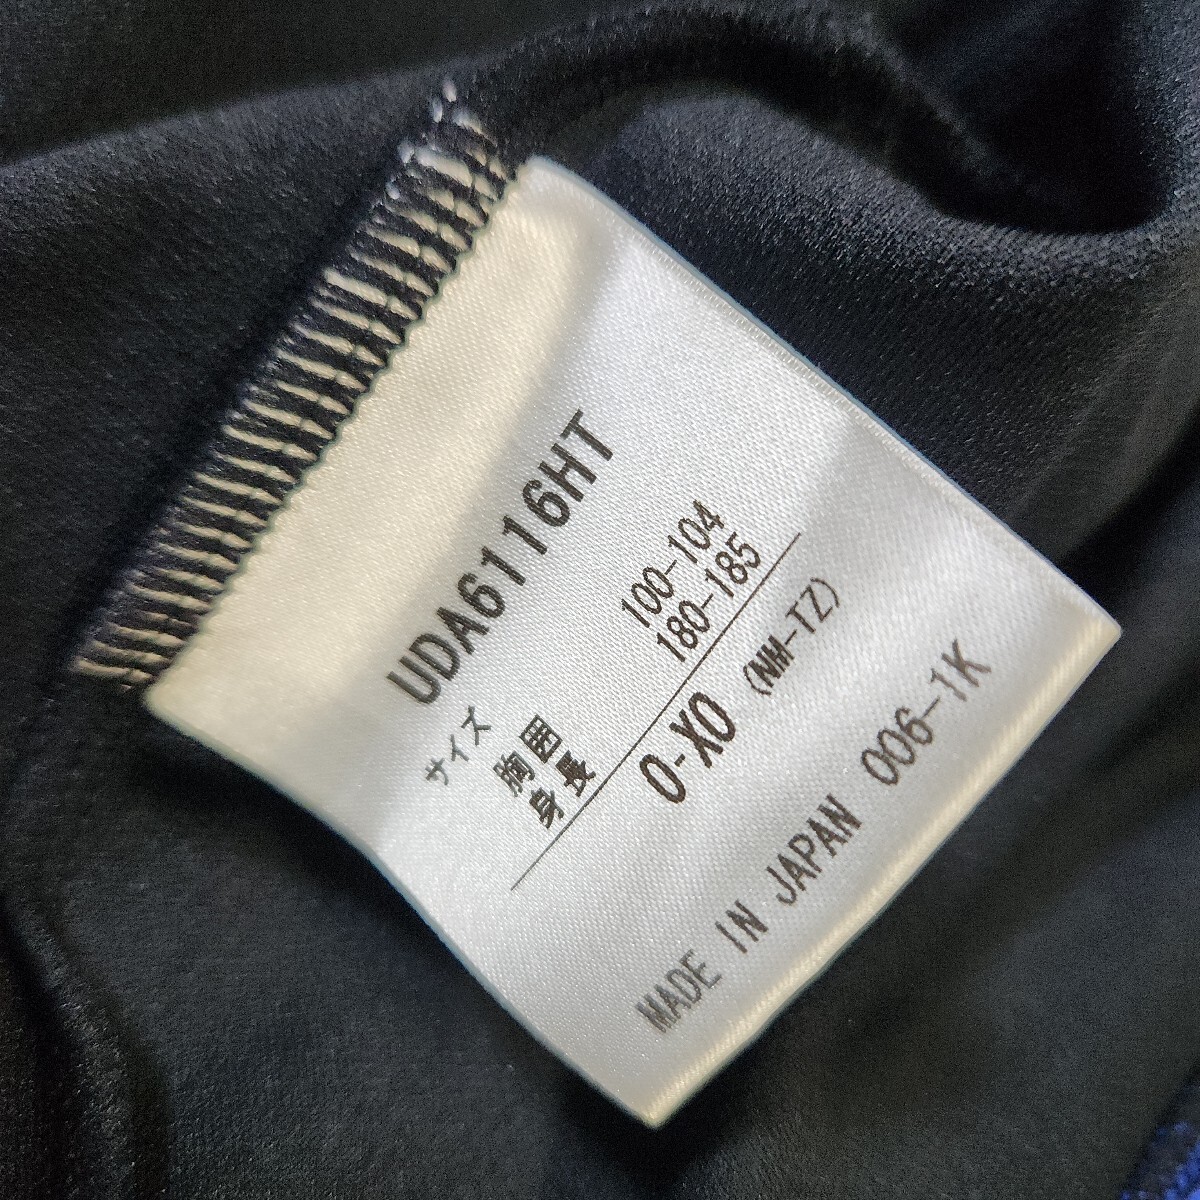 UDA6116HT
サイズ
胸囲 100-104
身長 180-185
O-XO (NM-TZ)
MADE IN JAPAN 006-1K